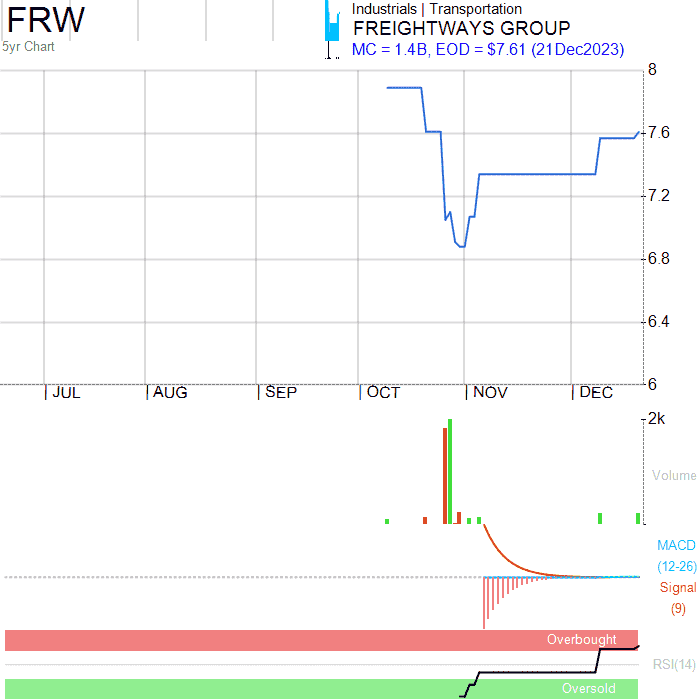 FRW
5yr Chart
Industrials | Transportation
FREIGHTWAYS GROUP
MC = 1.4B, EOD = $7.61 (21Dec2023)
8
7.6
7.2
6.8
6.4
6
JUL AUG SEP OCT NOV DEC
2k
Volume
MACD
(12-26)
Signal
(9)
Overbought
RSI(14)
Oversold